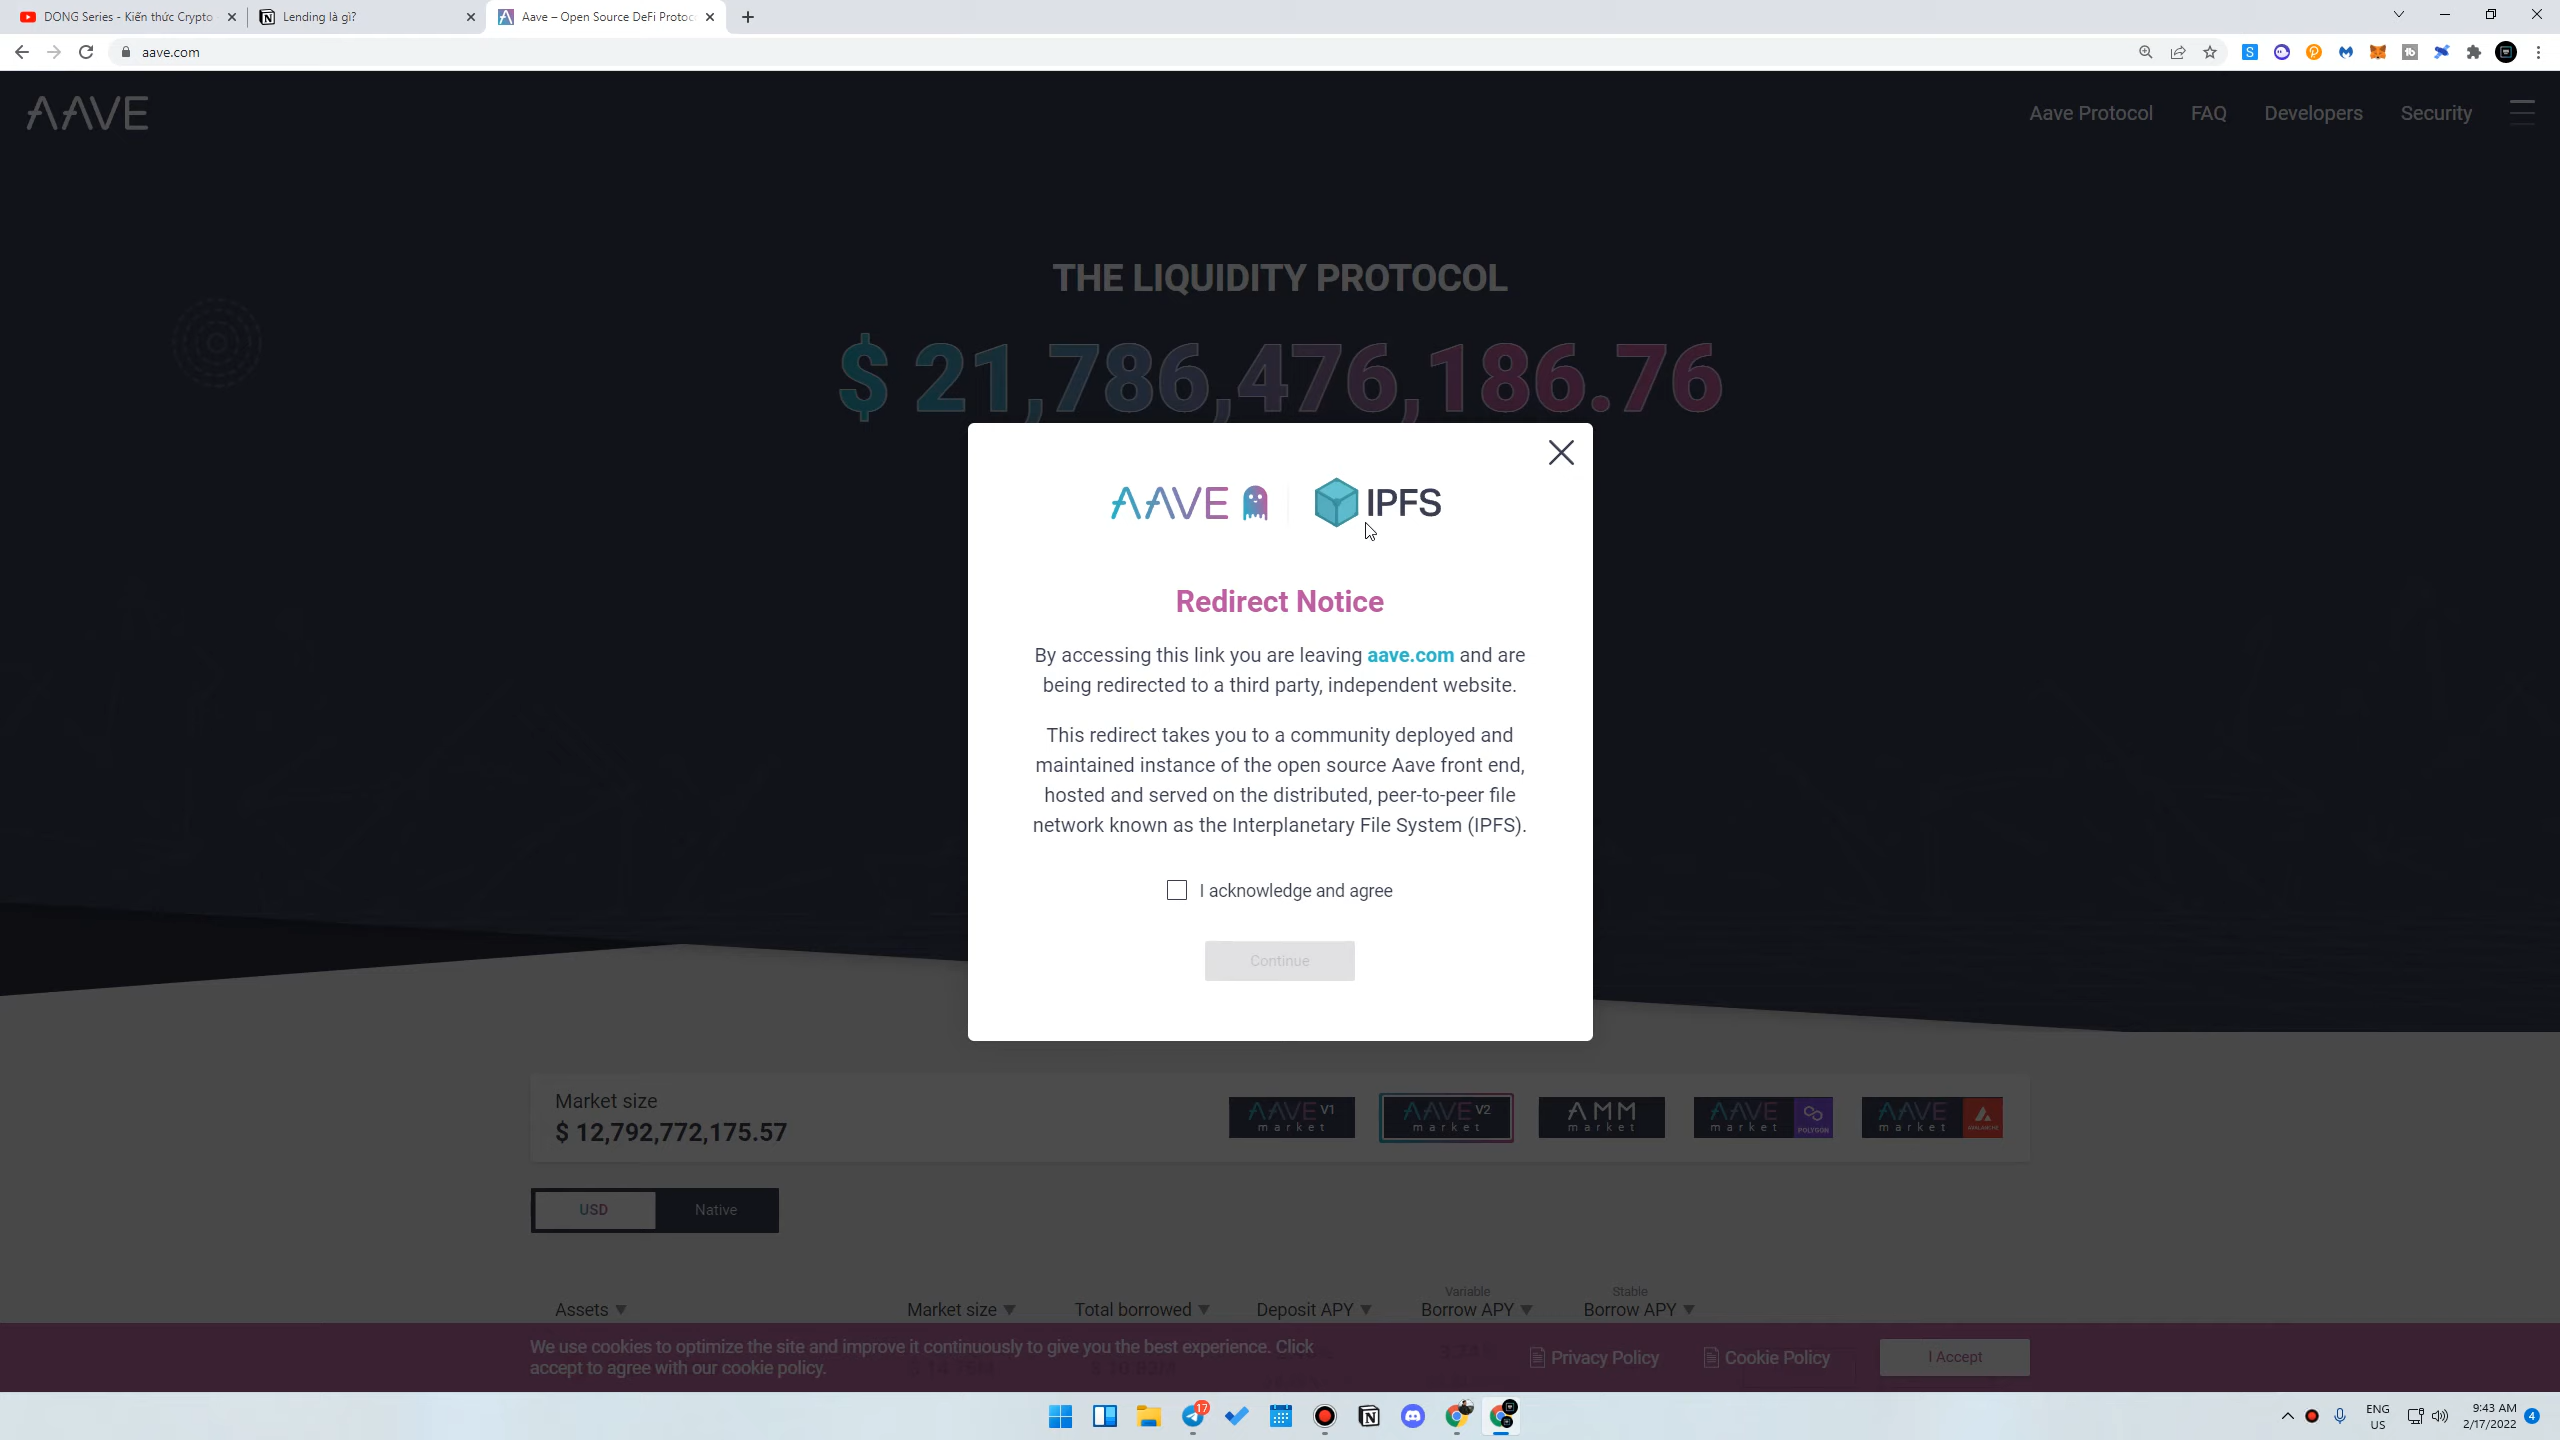 DONG Series - Kiến thức Crypto
Lending là gì?
Aave – Open Source DeFi Protoc
aave.com
AAVE
Aave Protocol
FAQ
Developers
Security
THE LIQUIDITY PROTOCOL
$ 21,786,476,186.76
AAVE
IPFS
Redirect Notice
By accessing this link you are leaving aave.com and are
being redirected to a third party, independent website.
This redirect takes you to a community deployed and
maintained instance of the open source Aave front end,
hosted and served on the distributed, peer-to-peer file
network known as the Interplanetary File System (IPFS).
I acknowledge and agree
Continue
Market size
$ 12,792,772,175.57
AAVE V1
market
AAVE V2
market
AMM
market
AAVE
market
POLYGON
AAVE
market
AVALANCHE
USD
Native
Assets
Market size
Total borrowed
Deposit APY
Variable
Borrow APY
Stable
Borrow APY
We use cookies to optimize the site and improve it continuously to give you the best experience. Click
accept to agree with our cookie policy.
Privacy Policy
Cookie Policy
I Accept
17
ENG
US
9:43 AM
2/17/2022
4